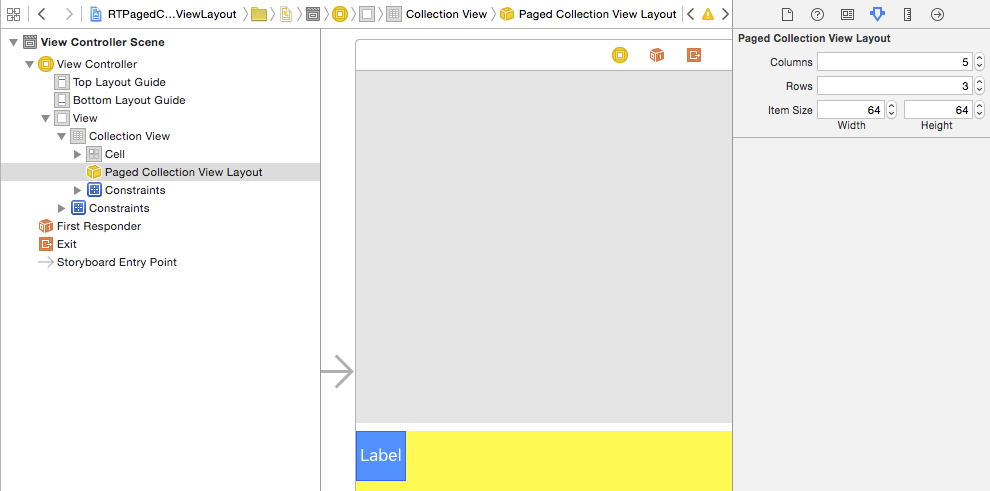 RTPagedC...ViewLayout
Collection View
Paged Collection View Layout
View Controller Scene
View Controller
Top Layout Guide
Bottom Layout Guide
View
Collection View
Cell
Paged Collection View Layout
Constraints
Constraints
First Responder
Exit
Storyboard Entry Point
Label
Paged Collection View Layout
Columns 5
Rows 3
Item Size 64 64
Width Height